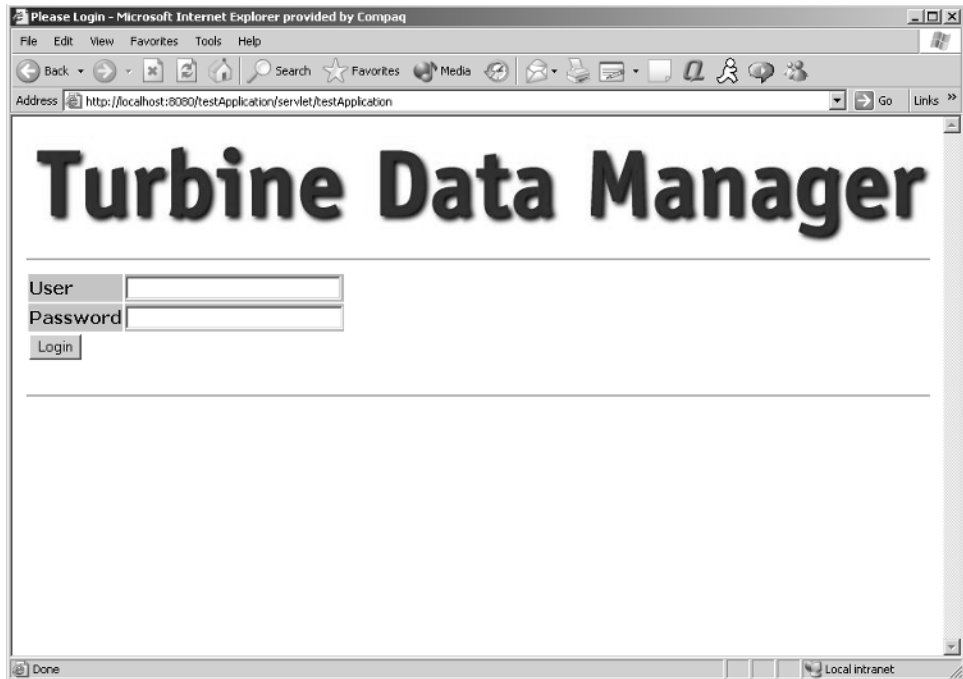 Please Login - Microsoft Internet Explorer provided by Compaq
File Edit View Favorites Tools Help
Back Search Favorites Media
Address http://localhost:8080/testApplication/servlet/testApplication Go Links »
Turbine Data Manager
User
Password
Login
Done Local intranet